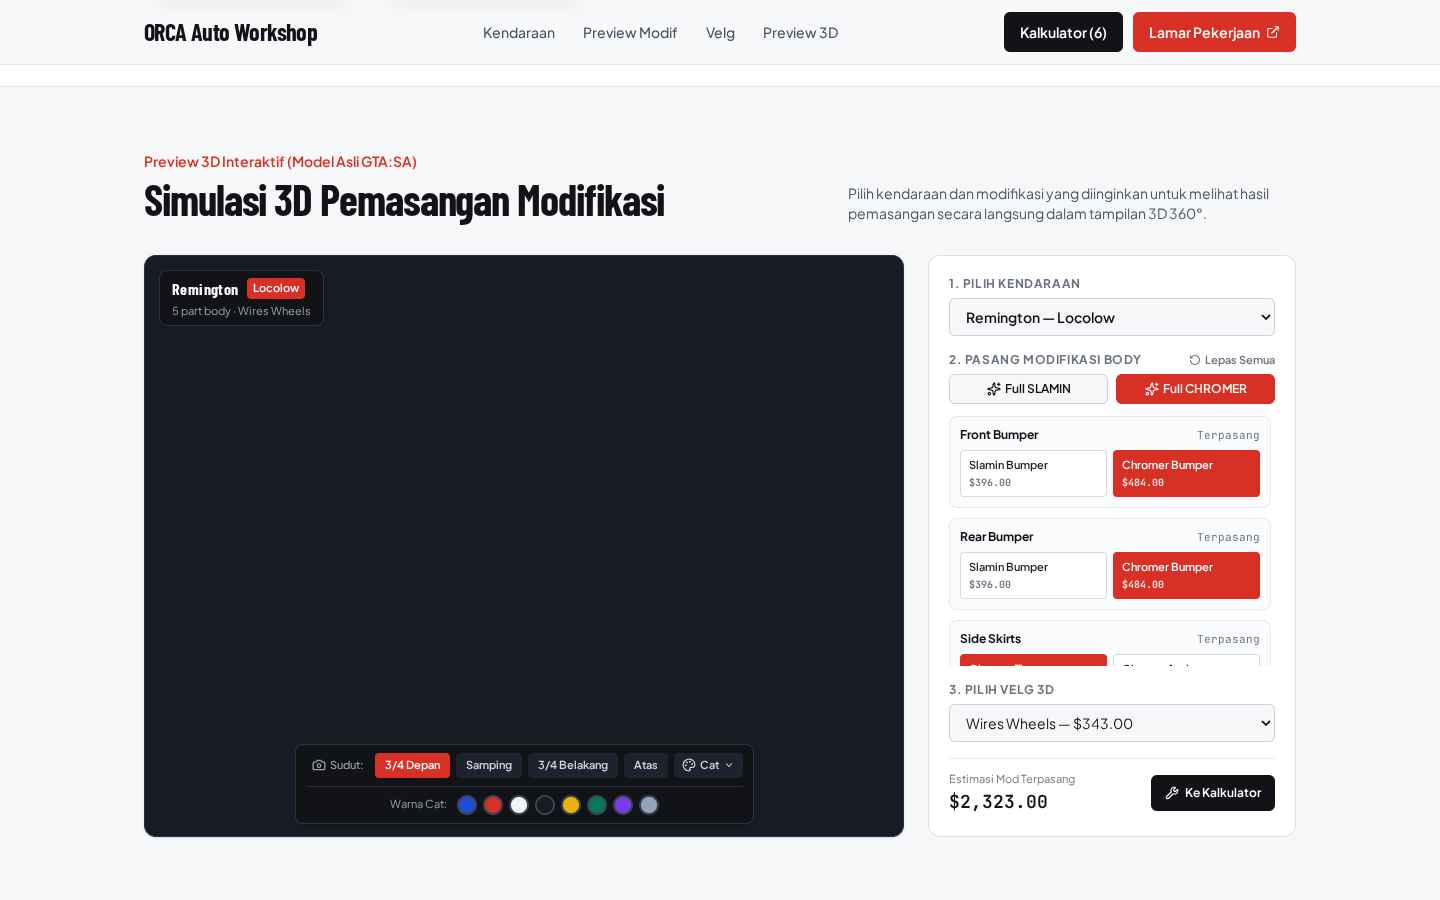 ORCA Auto Workshop
Kendaraan
Preview Modif
Velg
Preview 3D
Kalkulator (6)
Lamar Pekerjaan
Preview 3D Interaktif (Model Asli GTA:SA)
Simulasi 3D Pemasangan Modifikasi
Pilih kendaraan dan modifikasi yang diinginkan untuk melihat hasil
pemasangan secara langsung dalam tampilan 3D 360°.
Remington
Locolow
5 part body · Wires Wheels
Sudut:
3/4 Depan
Samping
3/4 Belakang
Atas
Cat
Warna Cat:
1. PILIH KENDARAAN
Remington — Locolow
2. PASANG MODIFIKASI BODY
Lepas Semua
Full SLAMIN
Full CHROMER
Front Bumper
Terpasang
Slamin Bumper
$396.00
Chromer Bumper
$484.00
Rear Bumper
Terpasang
Slamin Bumper
$396.00
Chromer Bumper
$484.00
Side Skirts
Terpasang
3. PILIH VELG 3D
Wires Wheels — $343.00
Estimasi Mod Terpasang
$2,323.00
Ke Kalkulator